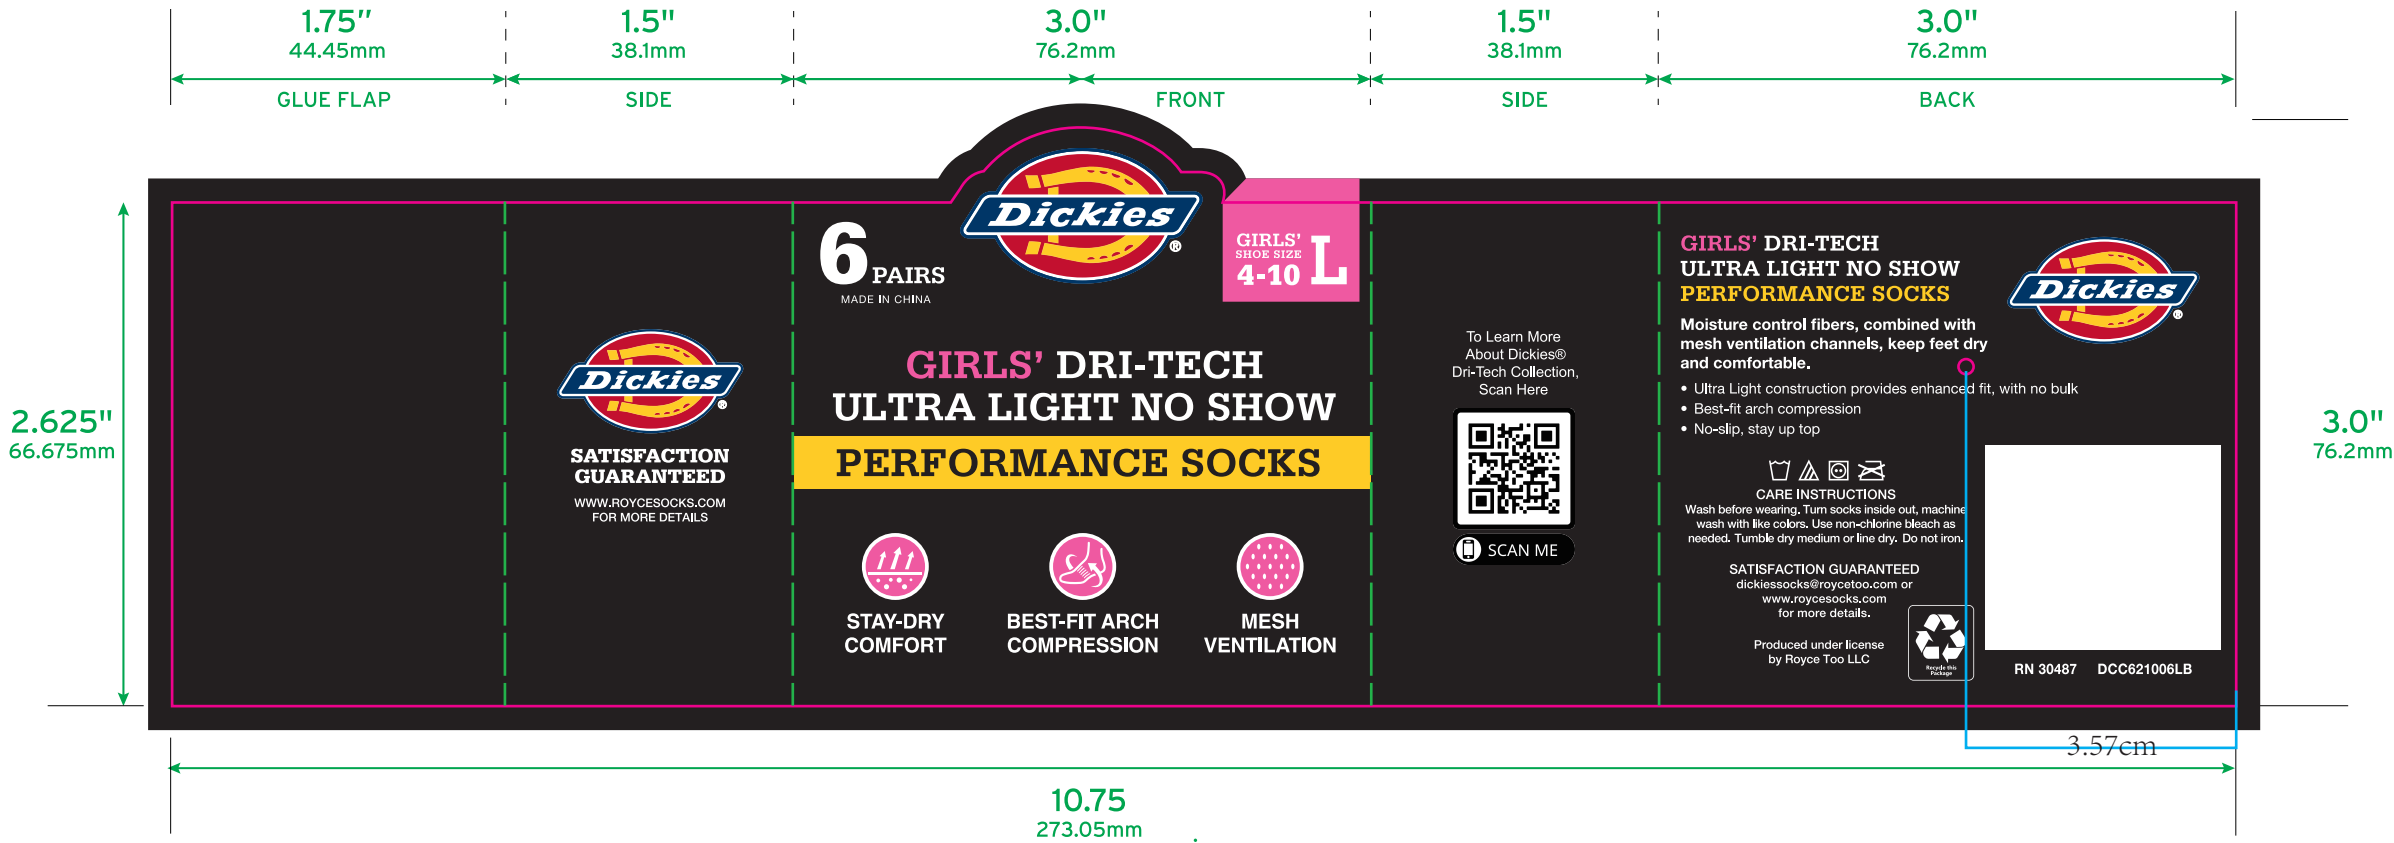 1.75"
44.45mm
GLUE FLAP
1.5"
38.1mm
SIDE
3.0"
76.2mm
FRONT
1.5"
38.1mm
SIDE
3.0"
76.2mm
BACK
2.625"
66.675mm
Dickies
®
SATISFACTION
GUARANTEED
WWW.ROYCESOCKS.COM
FOR MORE DETAILS
6 PAIRS
MADE IN CHINA
Dickies
®
GIRLS'
SHOE SIZE
4-10
L
GIRLS' DRI-TECH
ULTRA LIGHT NO SHOW
PERFORMANCE SOCKS
STAY-DRY
COMFORT
BEST-FIT ARCH
COMPRESSION
MESH
VENTILATION
To Learn More
About Dickies®
Dri-Tech Collection,
Scan Here
SCAN ME
GIRLS' DRI-TECH
ULTRA LIGHT NO SHOW
PERFORMANCE SOCKS
Dickies
®
Moisture control fibers, combined with
mesh ventilation channels, keep feet dry
and comfortable.
• Ultra Light construction provides enhanced fit, with no bulk
• Best-fit arch compression
• No-slip, stay up top
CARE INSTRUCTIONS
Wash before wearing. Turn socks inside out, machine
wash with like colors. Use non-chlorine bleach as
needed. Tumble dry medium or line dry. Do not iron.
SATISFACTION GUARANTEED
dickiessocks@roycetoo.com or
www.roycesocks.com
for more details.
Produced under license
by Royce Too LLC
Recycle this
Package
RN 30487 DCC621006LB
3.0"
76.2mm
3.57cm
10.75
273.05mm